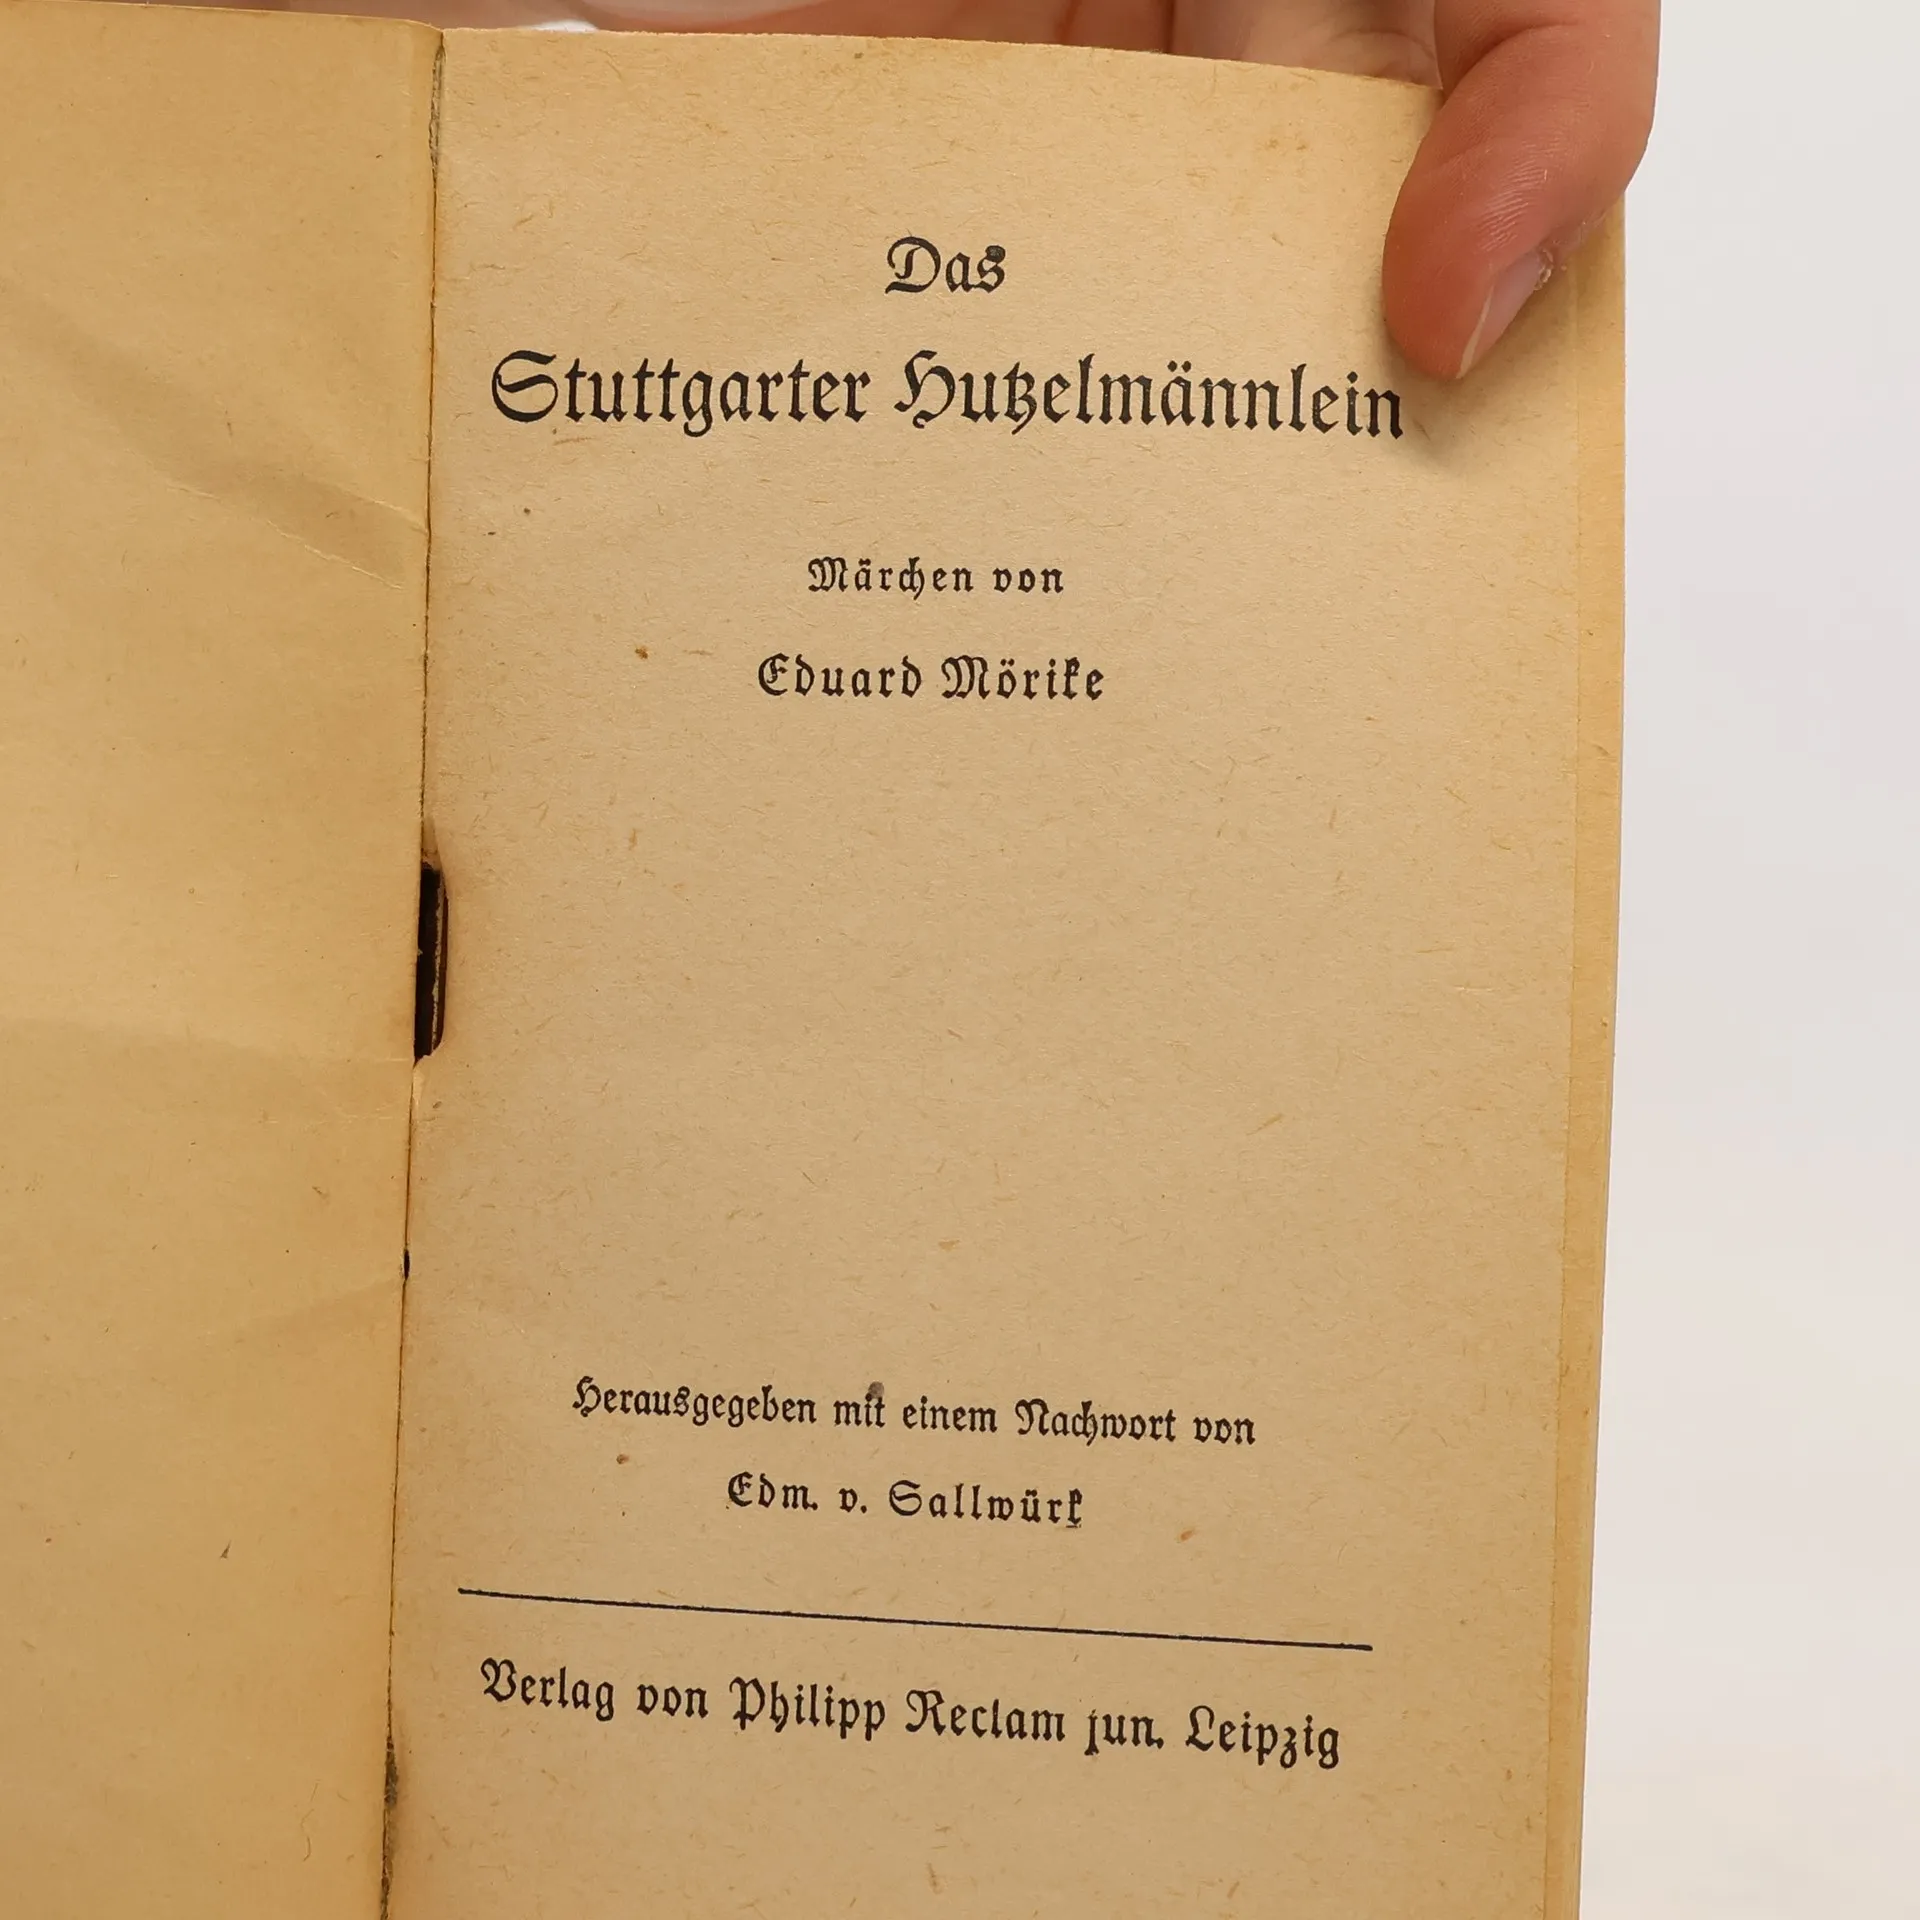 Das
Stuttgarter Hutzelmännlein
Märchen von
Eduard Mörike
Herausgegeben mit einem Nachwort von
Edm. v. Sallwürk
Verlag von Philipp Reclam jun. Leipzig